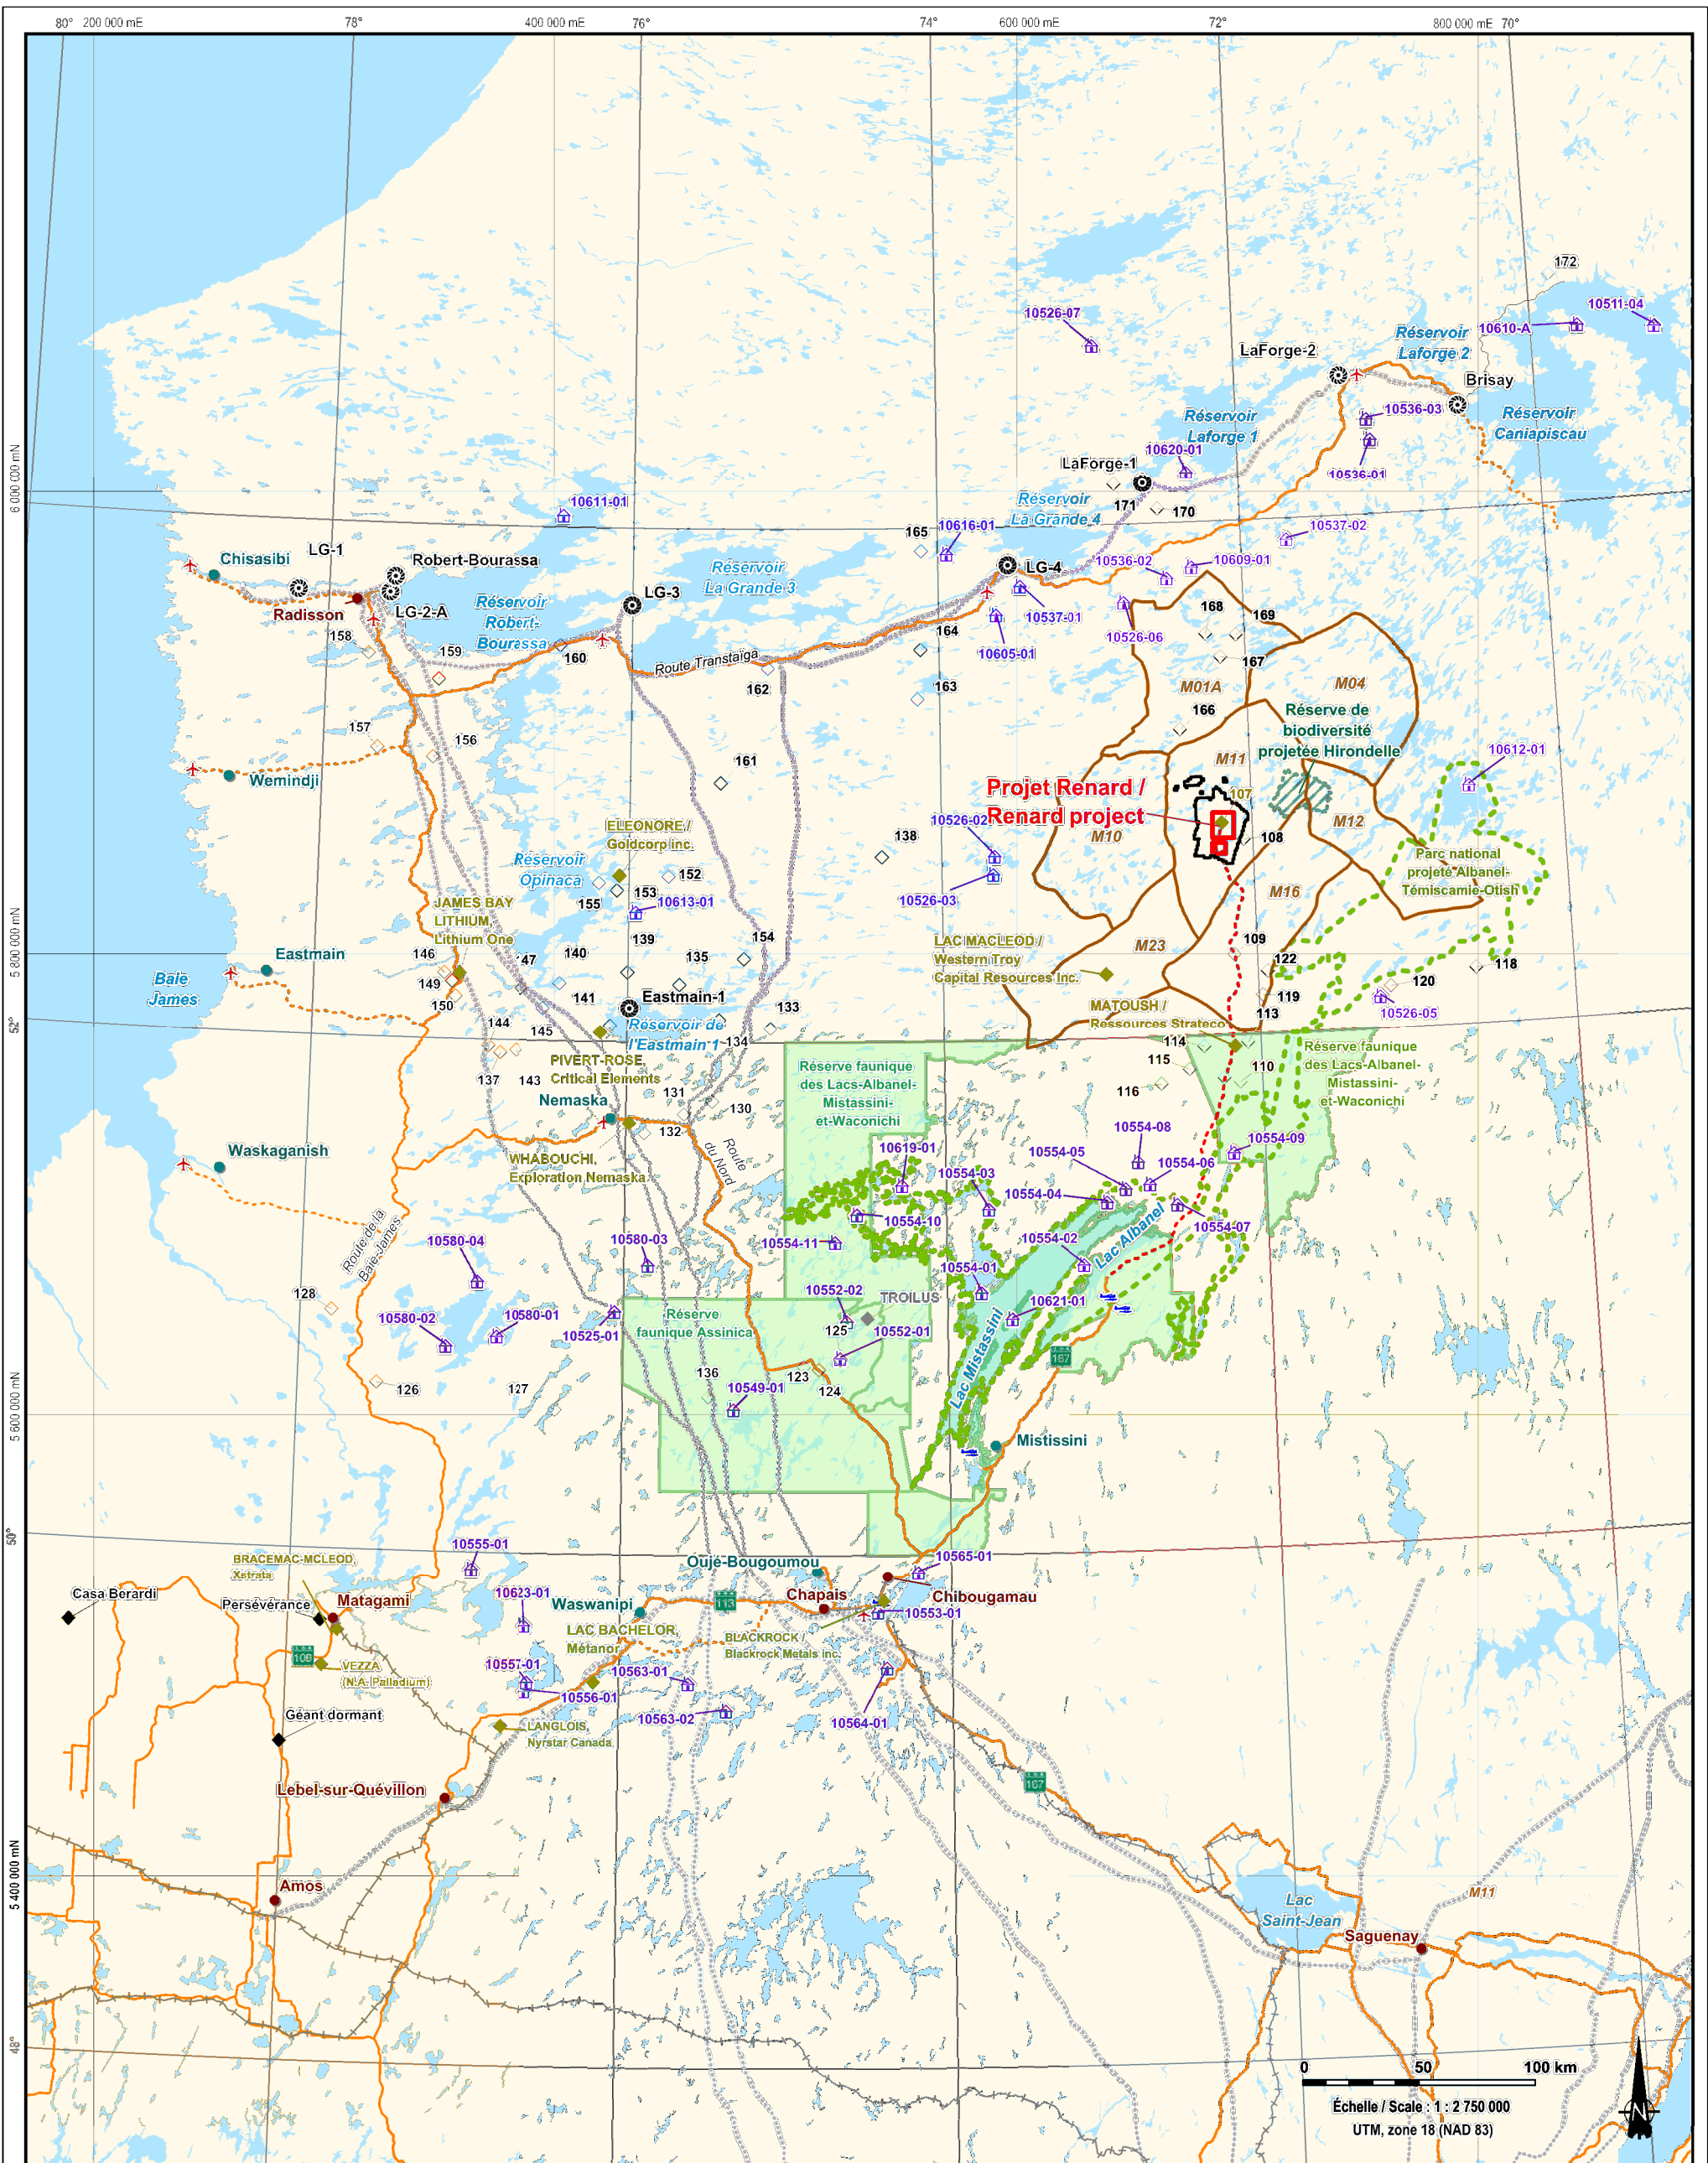 80° 200 000 mE 78° 400 000 mE 76° 74° 600 000 mE 72° 800 000 mE 70°
172
10511-04
10610-A
10526-07
Réservoir
Laforge 2
LaForge-2
Brisay
10536-03
Réservoir
Caniapiscau
Réservoir
Laforge 1
10620-01
LaForge-1
10536-01
6 000 000 mN
Réservoir
La Grande 4
171
170
10611-01
165
10616-01
10537-02
LG-1
Chisasibi
Robert-Bourassa
Réservoir
La Grande 3
LG-4
10536-02
10609-01
Radisson
LG-2-A
Réservoir
Robert-
Bourassa
LG-3
10537-01
168
169
158
159
160
164
10605-01
10526-06
Route Transtaïga
167
162
163
M01A
M04
166
Réserve de
biodiversité
projetée Hirondelle
157
156
10612-01
161
M11
Wemindji
Projet Renard /
Renard project
107
M10
10526-02
M12
ELEONORE /
Goldcorp inc.
138
108
Réservoir
Opinaca
152
153
155
10613-01
10526-03
Parc national
projeté Albanel-
Témiscamie-Otish
M16
JAMES BAY
LITHIUM,
Lithium One
5 800 000 mN
139
154
109
LAC MACLEOD /
Western Troy
Capital Resources Inc.
M23
146
147
140
135
122
118
Eastmain
149
120
Baie
James
150
141
Eastmain-1
133
119
113
10526-05
MATOUSH /
Ressources Strateco
52°
144
145
Réservoir de
l'Eastmain 1
134
114
115
110
116
Réserve faunique
des Lacs-Albanel-
Mistassini-
et-Waconichi
Réserve faunique
des Lacs-Albanel-
Mistassini-
et-Waconichi
PIVERT-ROSE,
Critical Elements
137
143
131
130
Nemaska
132
Route
du Nord
10554-08
10554-09
Waskaganish
WHABOUCHI,
Exploration Nemaska
10619-01
10554-03
10554-05
10554-06
10554-04
10554-10
10554-07
Route de la
Baie-James
10580-04
10580-03
10554-11
10554-02
Lac Albanel
10554-01
128
10552-02
TROILUS
10580-02
10580-01
10525-01
Réserve
faunique Assinica
125
10552-01
10621-01
Lac Mistassini
167
126
127
136
123
124
10549-01
5 600 000 mN
Mistissini
50°
BRACEMAC-MCLEOD,
Xstrata
10555-01
Oujé-Bougoumou
10565-01
Casa Berardi
Persévérance
Matagami
10623-01
Waswanipi
113
Chapais
Chibougamau
10553-01
LAC BACHELOR,
Métanor
BLACKROCK /
Blackrock Metals inc.
109
VEZZA
(N.A. Palladium)
10557-01
10556-01
10563-01
10563-02
10564-01
Géant dormant
LANGLOIS,
Nyrstar Canada
Lebel-sur-Quévillon
167
5 400 000 mN
Amos
M11
Lac
Saint-Jean
Saguenay
48°
0 50 100 km
Échelle / Scale : 1 : 2 750 000
UTM, zone 18 (NAD 83)
N